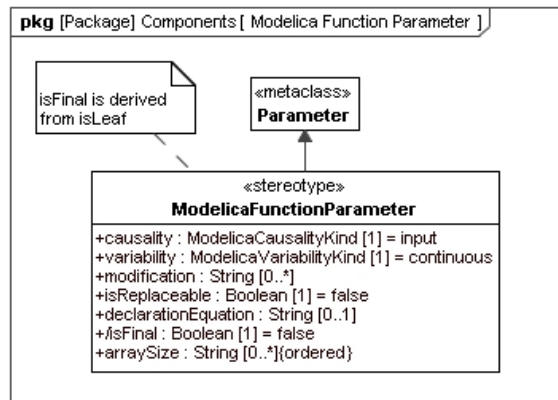 pkg [Package] Components [ Modelica Function Parameter ]
isFinal is derived
from isLeaf
«metaclass»
Parameter
«stereotype»
ModelicaFunctionParameter
+causality : ModelicaCausalityKind [1] = input
+variability : ModelicaVariabilityKind [1] = continuous
+modification : String [0..*]
+isReplaceable : Boolean [1] = false
+declarationEquation : String [0..1]
+/isFinal : Boolean [1] = false
+arraySize : String [0..*]{ordered}